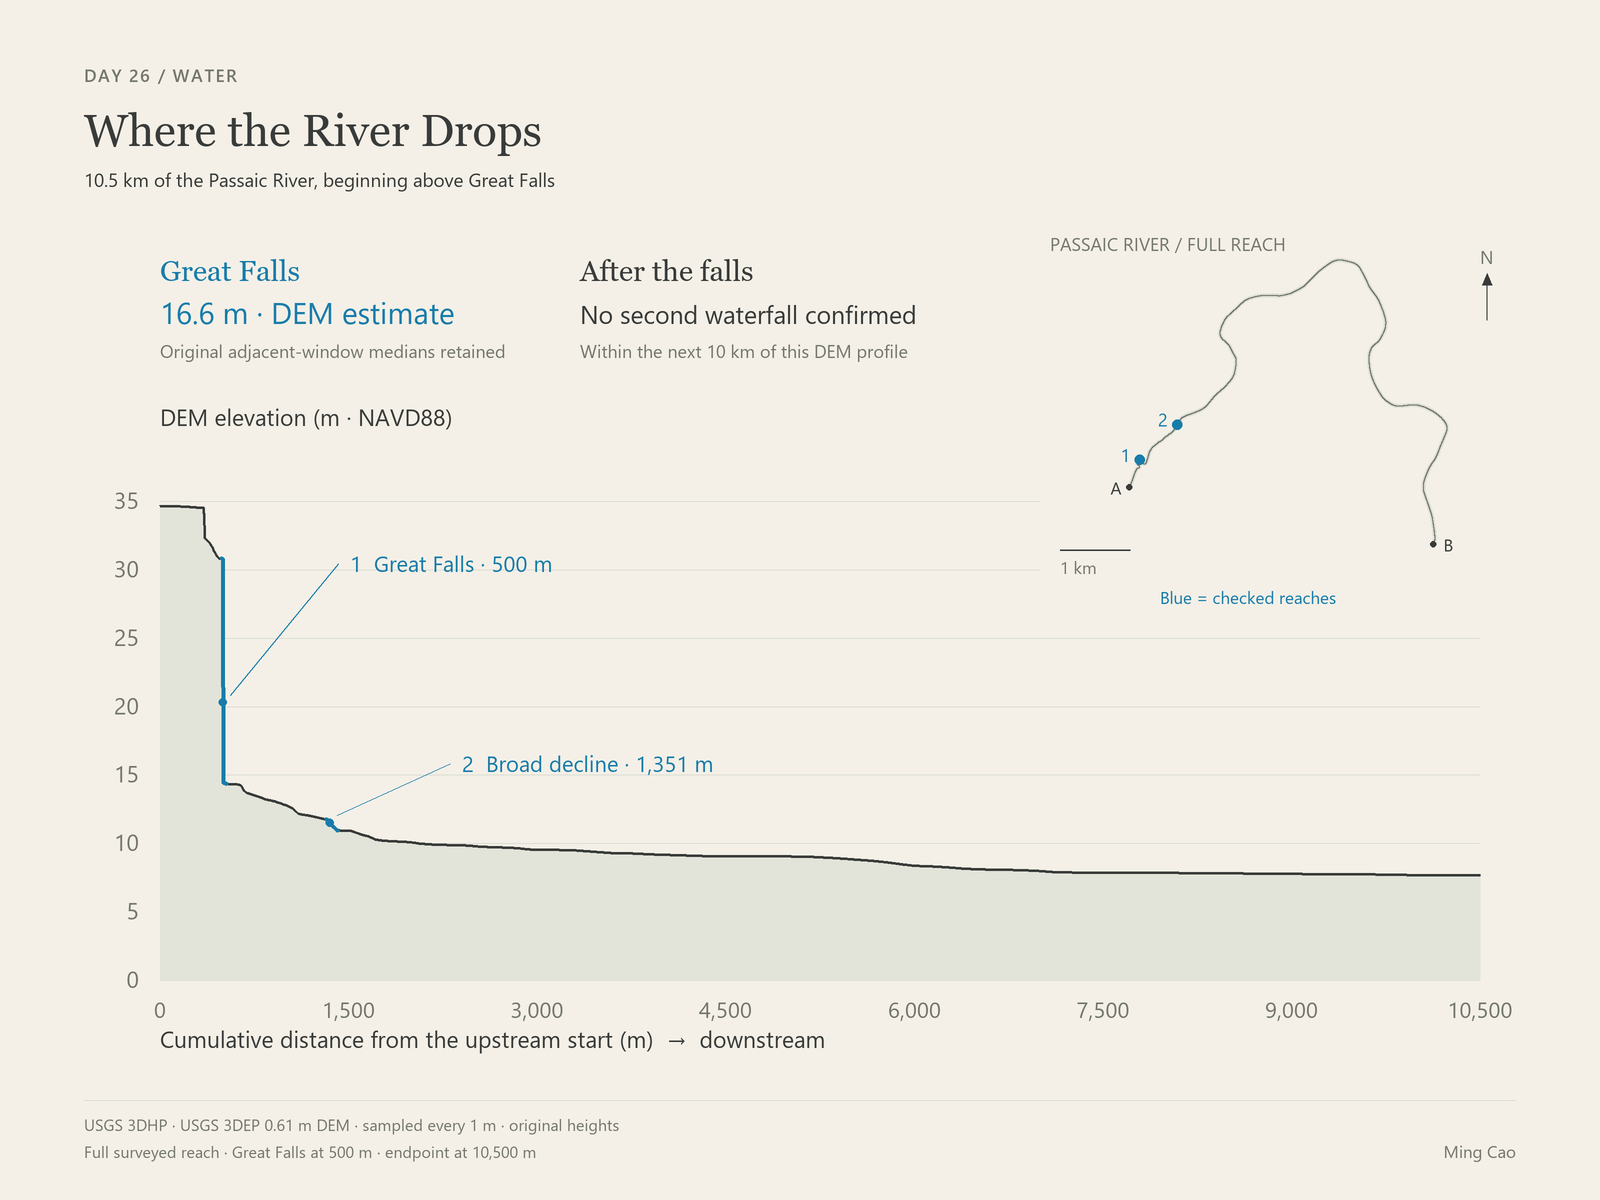 DAY 26 / WATER
Where the River Drops
10.5 km of the Passaic River, beginning above Great Falls
Great Falls
16.6 m · DEM estimate
Original adjacent-window medians retained
After the falls
No second waterfall confirmed
Within the next 10 km of this DEM profile
PASSAIC RIVER / FULL REACH
N
2
1
A
B
1 km
Blue = checked reaches
DEM elevation (m · NAVD88)
35
30
25
20
15
10
5
0
1 Great Falls · 500 m
2 Broad decline · 1,351 m
0 1,500 3,000 4,500 6,000 7,500 9,000 10,500
Cumulative distance from the upstream start (m) → downstream
USGS 3DHP · USGS 3DEP 0.61 m DEM · sampled every 1 m · original heights
Full surveyed reach · Great Falls at 500 m · endpoint at 10,500 m
Ming Cao